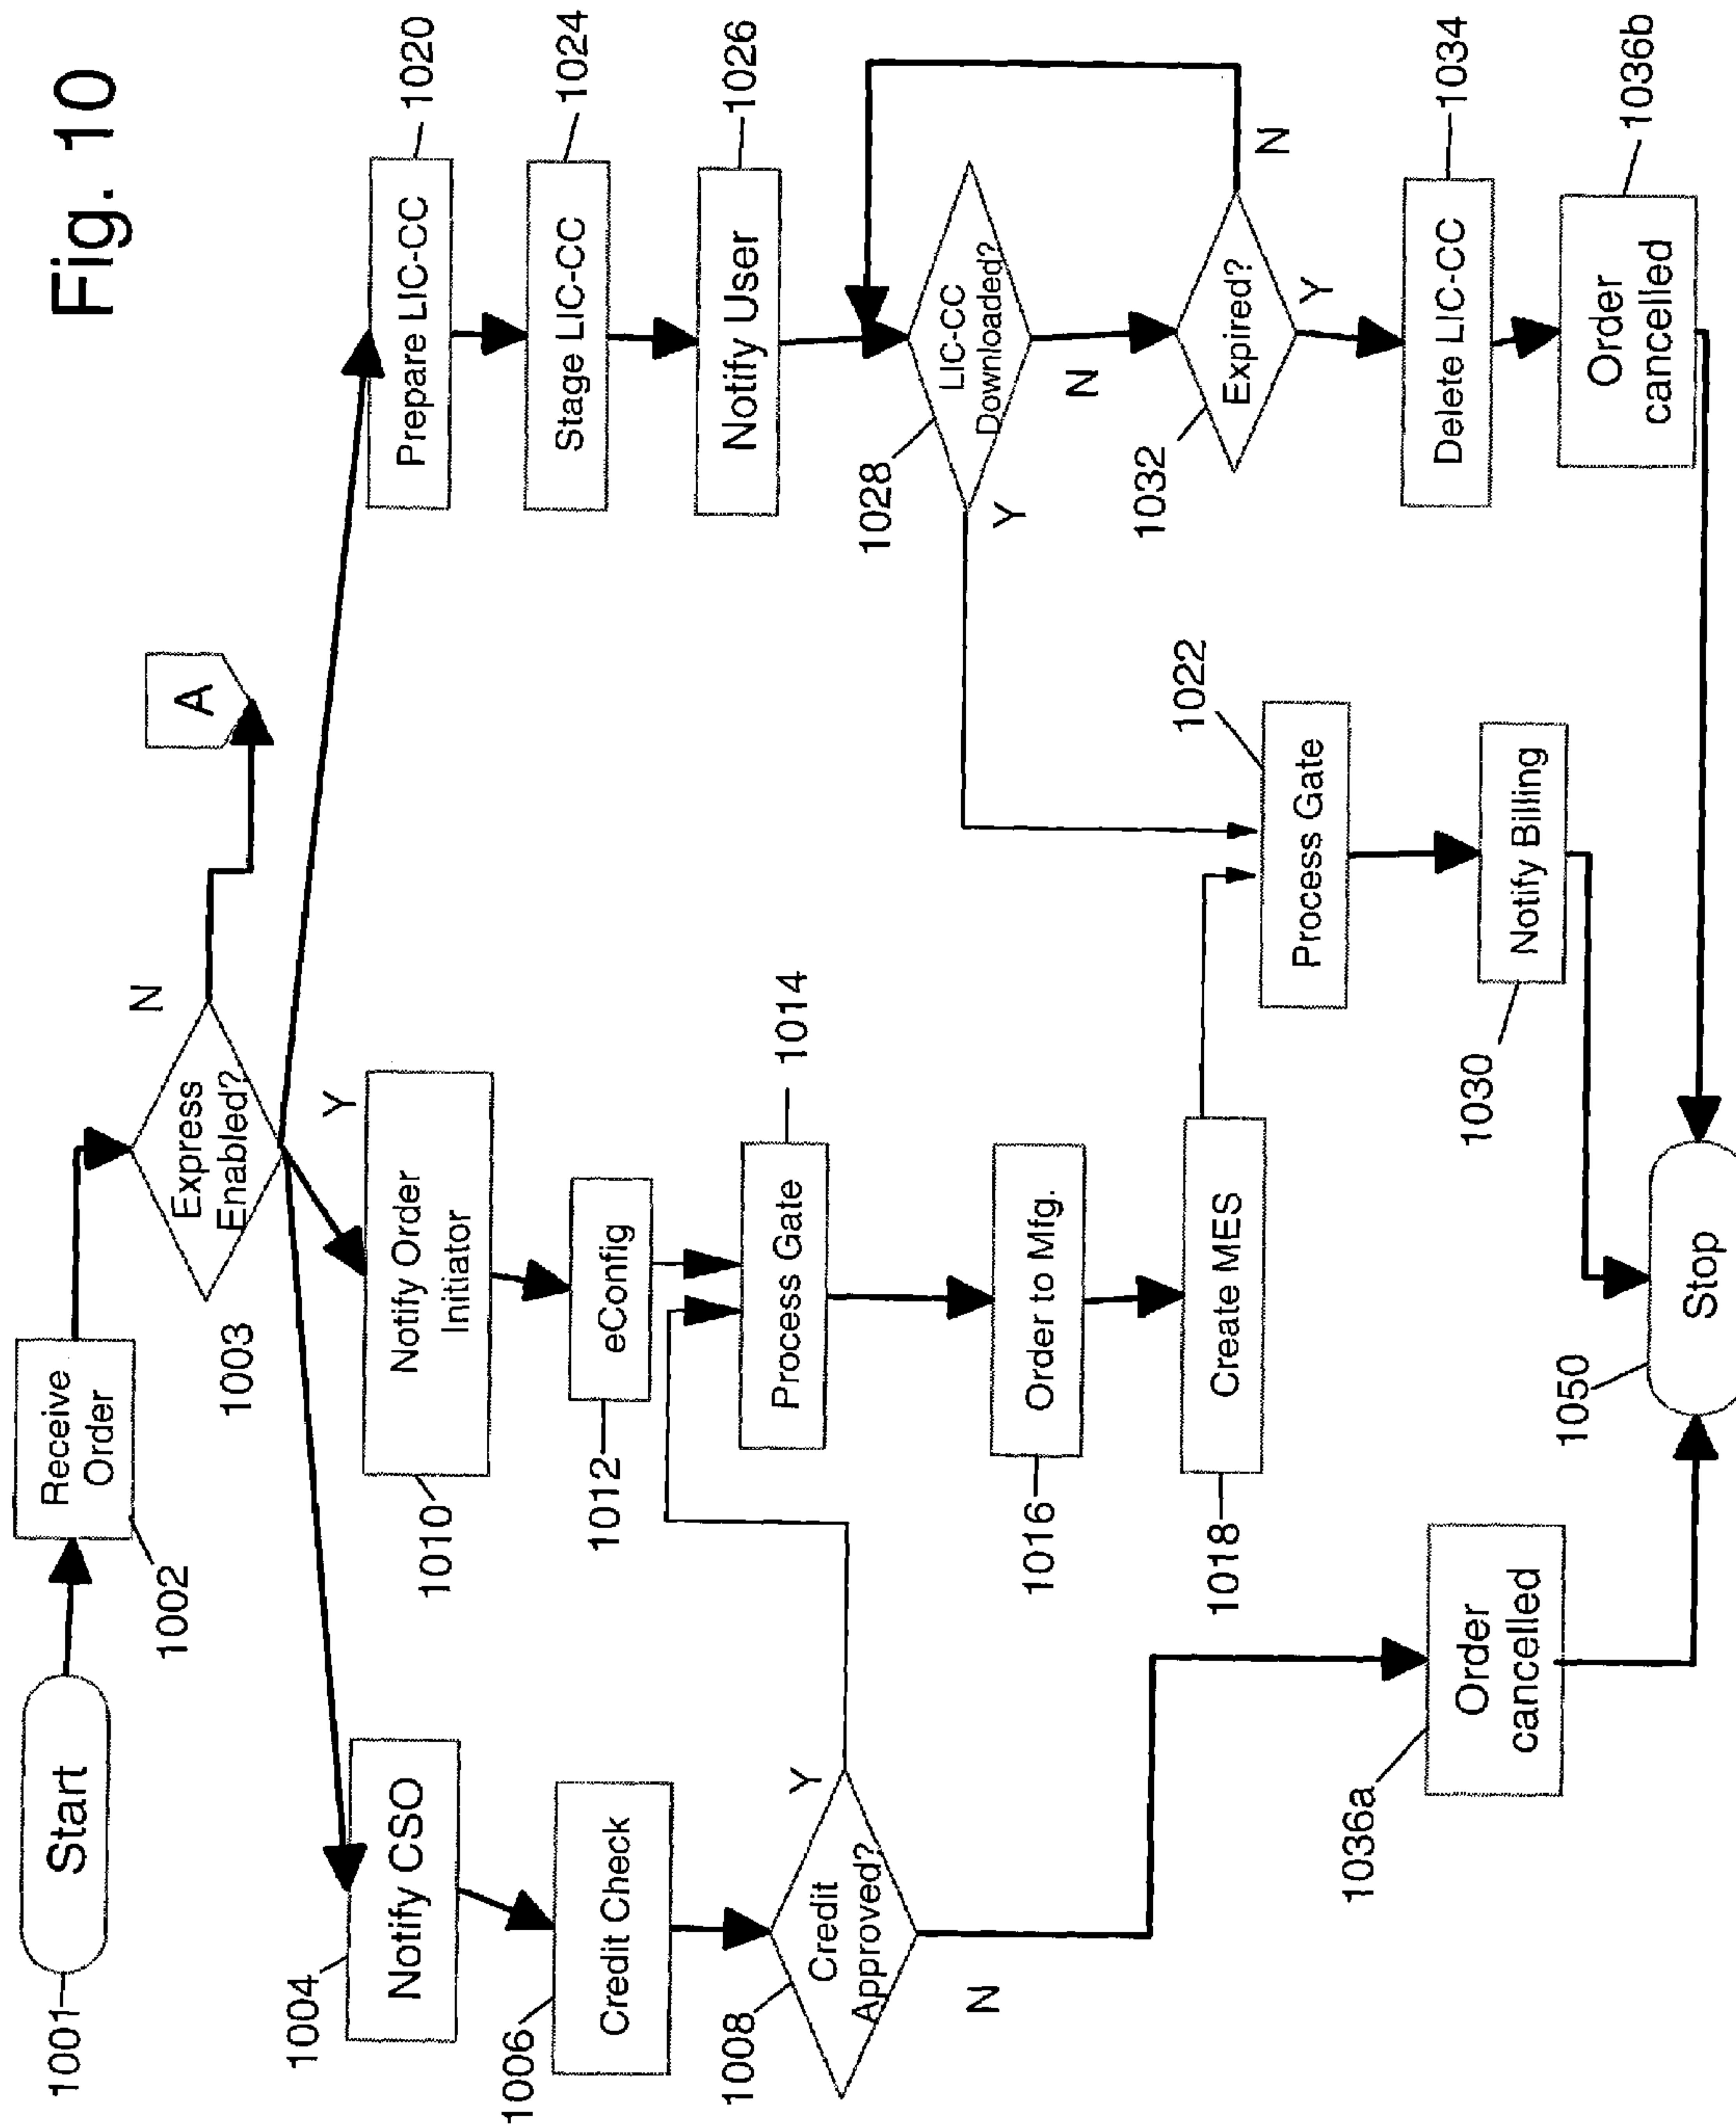 Fig. 10
1001
Start
Receive
Order
1002
Express
Enabled?
1003
N
A
Y
1004
Notify CSO
1006
Credit Check
1008
Credit
Approved?
Y
N
1010
Notify Order
Initiator
1012
eConfig
Process Gate
1014
1016
Order to Mfg.
1018
Create MES
Prepare LIC-CC
1020
Stage LIC-CC
1024
Notify User
1026
1028
LIC-CC
Downloaded?
Y
N
1032
Expired?
N
Y
1022
Process Gate
1030
Notify Billing
Delete LIC-CC
1034
Order
cancelled
1036b
1036a
Order
cancelled
1050
Stop